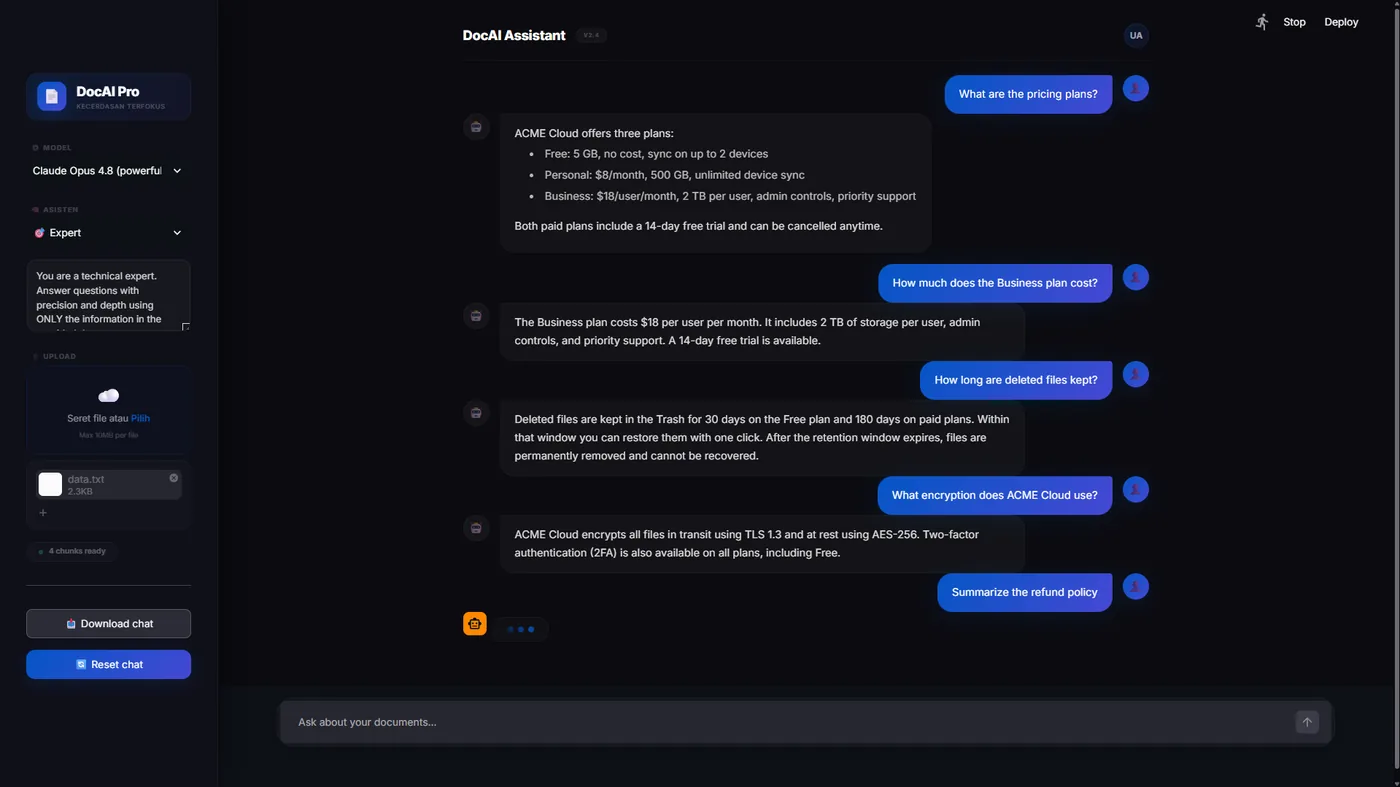 Stop
Deploy
DocAI Pro
KECERDASAN TERFOKUS
MODEL
Claude Opus 4.8 (powerful
ASISTEN
Expert
You are a technical expert.
Answer questions with
precision and depth using
ONLY the information in the
UPLOAD
Seret file atau Pilih
Max 10MB per file
data.txt
2.3KB
+
4 chunks ready
Download chat
Reset chat
DocAI Assistant
UA
What are the pricing plans?
ACME Cloud offers three plans:
• Free: 5 GB, no cost, sync on up to 2 devices
• Personal: $8/month, 500 GB, unlimited device sync
• Business: $18/user/month, 2 TB per user, admin controls, priority support
Both paid plans include a 14-day free trial and can be cancelled anytime.
How much does the Business plan cost?
The Business plan costs $18 per user per month. It includes 2 TB of storage per user, admin
controls, and priority support. A 14-day free trial is available.
How long are deleted files kept?
Deleted files are kept in the Trash for 30 days on the Free plan and 180 days on paid plans. Within
that window you can restore them with one click. After the retention window expires, files are
permanently removed and cannot be recovered.
What encryption does ACME Cloud use?
ACME Cloud encrypts all files in transit using TLS 1.3 and at rest using AES-256. Two-factor
authentication (2FA) is also available on all plans, including Free.
Summarize the refund policy
Ask about your documents...